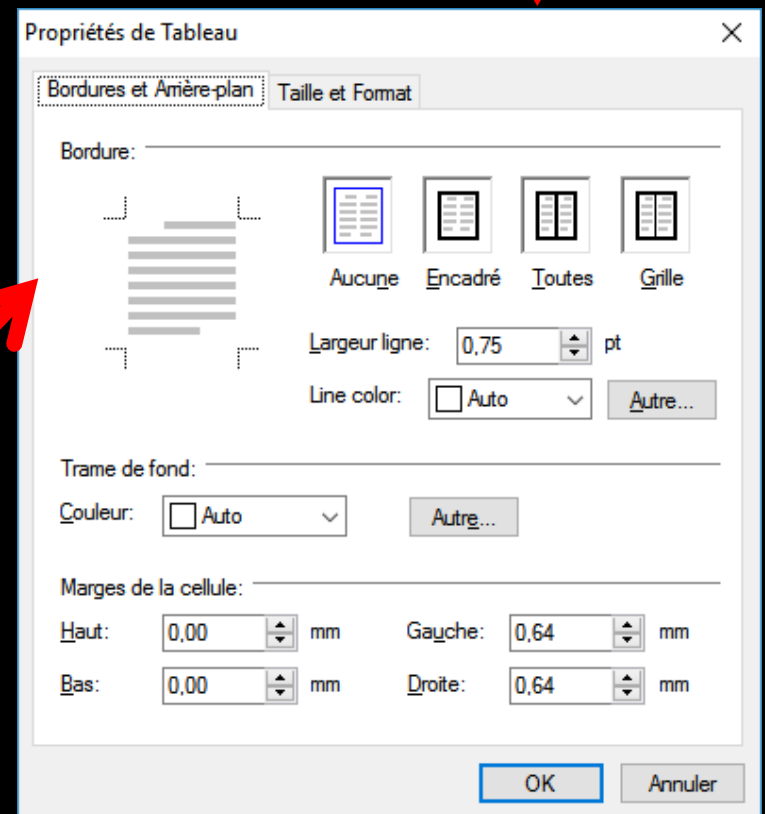 Propriétés de Tableau
Bordures et Arrière-plan Taille et Format
Bordure:
Aucune Encadré Toutes Grille
Largeur ligne: 0,75 pt
Line color: Auto Autre...
Trame de fond:
Couleur: Auto Autre...
Marges de la cellule:
Haut: 0,00 mm Gauche: 0,64 mm
Bas: 0,00 mm Droite: 0,64 mm
OK Annuler